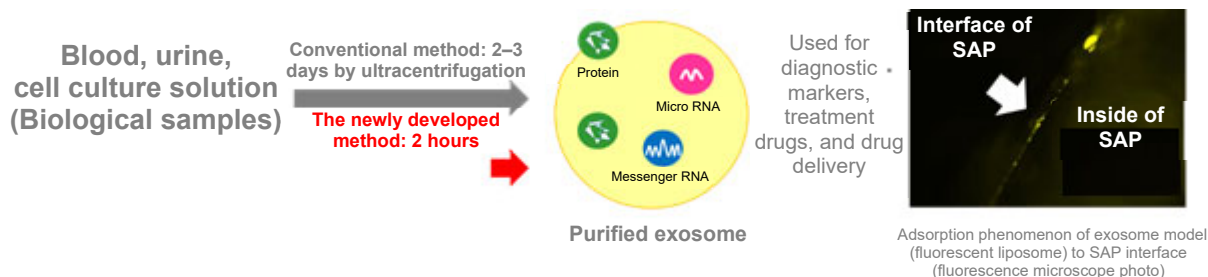 Blood, urine,
cell culture solution
(Biological samples)
Conventional method: 2–3
days by ultracentrifugation
The newly developed
method: 2 hours
Protein
Micro RNA
Messenger RNA
Purified exosome
Used for
diagnostic
markers,
treatment
drugs, and drug
delivery
Interface of
SAP
Inside of
SAP
Adsorption phenomenon of exosome model
(fluorescent liposome) to SAP interface
(fluorescence microscope photo)